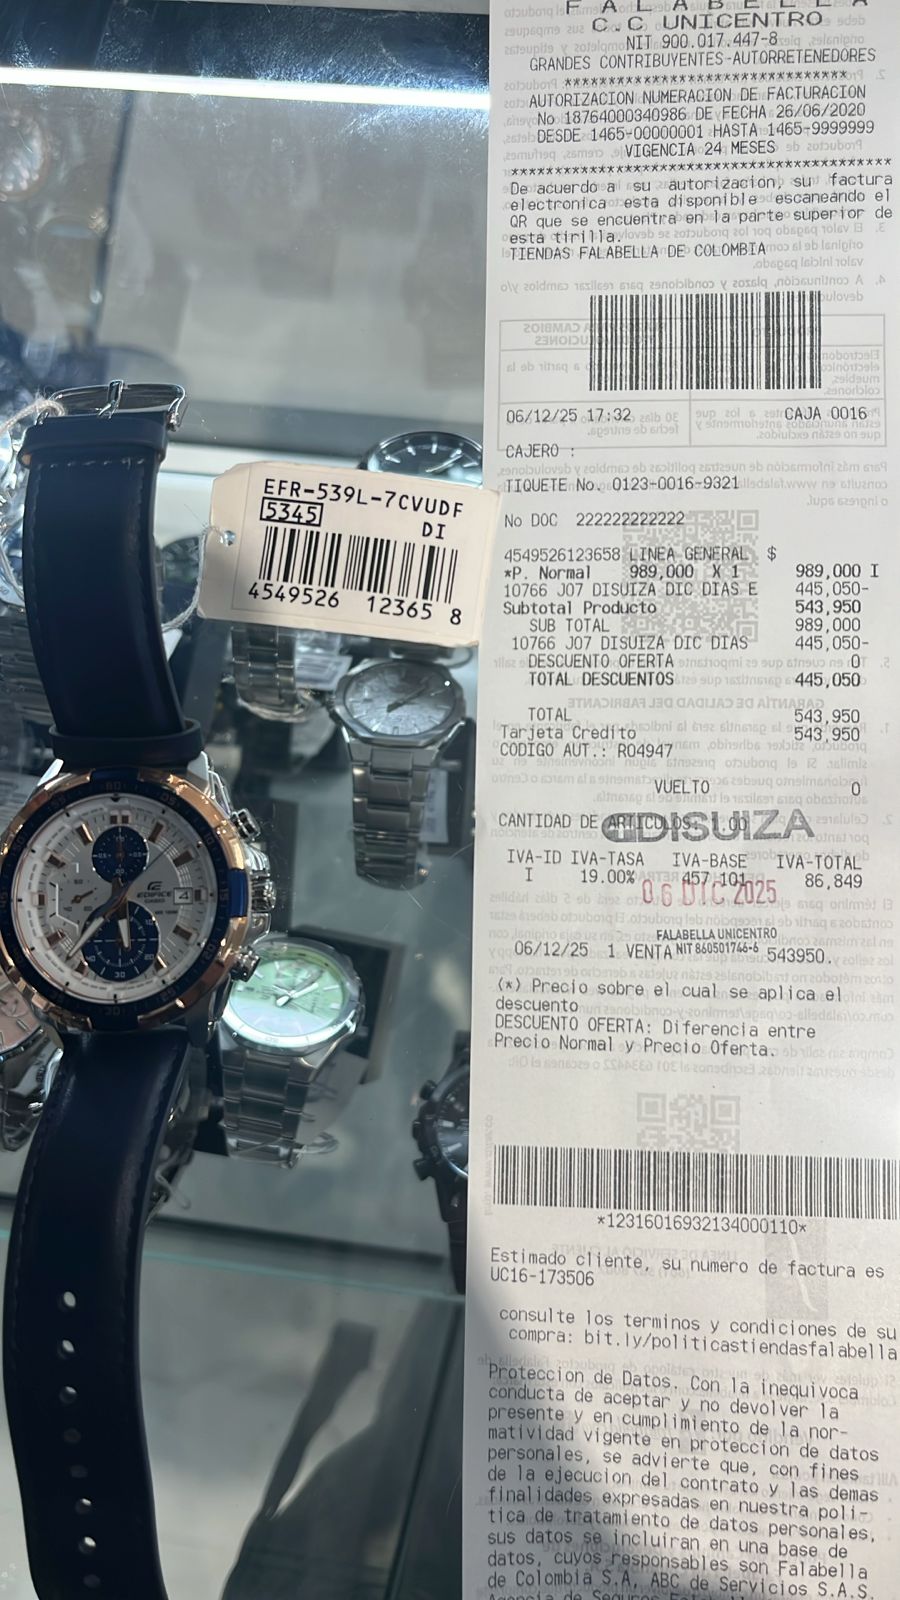 F A L A B E L L A
C.C UNICENTRO
NIT 900.017.447-8
GRANDES CONTRIBUYENTES-AUTORRETENEDORES
*******************************
AUTORIZACION NUMERACION DE FACTURACION
No 18764000340986 DE FECHA 26/06/2020
DESDE 1465-00000001 HASTA 1465-9999999
VIGENCIA 24 MESES
******************************************
De acuerdo a su autorizacion, su factura
electronica esta disponible escaneando el
QR que se encuentra en la parte superior de
esta tirilla.
TIENDAS FALABELLA DE COLOMBIA
06/12/25 17:32 CAJA 0016
CAJERO :
TIQUETE No. 0123-0016-9321
No DOC 222222222222
4549526123658 LINEA GENERAL $
*P. Normal 989,000 X 1 989,000 I
10766 J07 DISUIZA DIC DIAS E 445,050-
Subtotal Producto 543,950
SUB TOTAL 989,000
10766 J07 DISUIZA DIC DIAS 445,050-
DESCUENTO OFERTA 0
TOTAL DESCUENTOS 445,050
TOTAL 543,950
Tarjeta Credito 543,950
CODIGO AUT.: R04947
VUELTO 0
CANTIDAD DE ARTICULOS 1.00
DISUIZA
IVA-ID IVA-TASA IVA-BASE IVA-TOTAL
I 19.00% 457,101 86,849
06 DIC 2025
FALABELLA UNICENTRO
NIT 860501746-6
06/12/25 1 VENTA 543950.
(*) Precio sobre el cual se aplica el
descuento
DESCUENTO OFERTA: Diferencia entre
Precio Normal y Precio Oferta.
*12316016932134000110*
Estimado cliente, su numero de factura es
UC16-173506
consulte los terminos y condiciones de su
compra: bit.ly/politicastiendasfalabella
Proteccion de Datos. Con la inequivoca
conducta de aceptar y no devolver la
presente y en cumplimiento de la nor-
matividad vigente en proteccion de datos
personales, se advierte que, con fines
de la ejecucion del contrato y las demas
finalidades expresadas en nuestra poli-
tica de tratamiento de datos personales,
sus datos se incluiran en una base de
datos, cuyos responsables son Falabella
de Colombia S.A, ABC de Servicios S.A.S,
EFR-539L-7CVUDF
5345
DI
4549526 12365 8
EDIFICE
CASIO